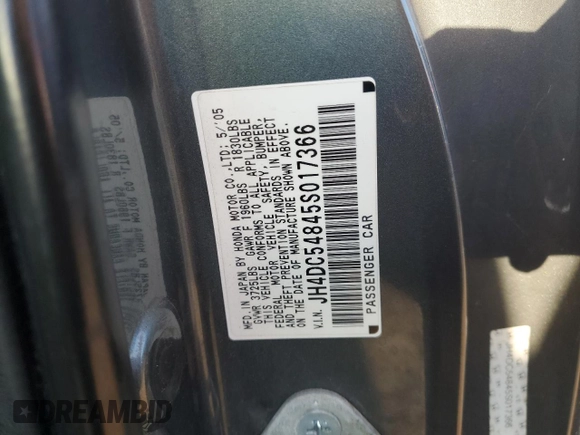 MFD.IN JAPAN BY HONDA MOTOR CO.,LTD: 5/'05
GVWR 3725LBS GAWR F 1960LBS R 1830LBS
THIS VEHICLE CONFORMS TO ALL APPLICABLE
FEDERAL MOTOR VEHICLE SAFETY, BUMPER,
AND THEFT PREVENTION STANDARDS IN EFFECT
ON THE DATE OF MANUFACTURE SHOWN ABOVE.
V.I.N. JH4DC54845S017366
PASSENGER CAR
DREAMBID